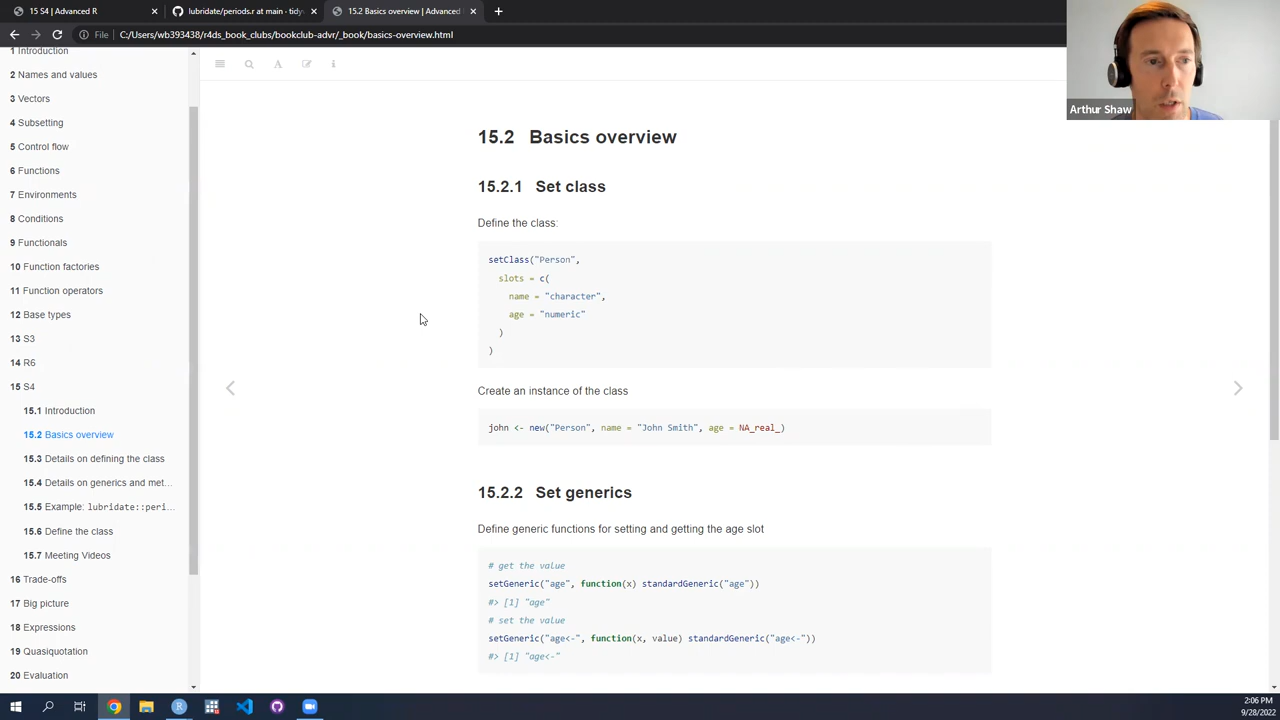 15 S4 | Advanced R
lubridate/periods.r at main · tidy
15.2 Basics overview | Advanced
File
C:/Users/wb393438/r4ds_book_clubs/bookclub-advr/_book/basics-overview.html
1 Introduction
2 Names and values
3 Vectors
4 Subsetting
5 Control flow
6 Functions
7 Environments
8 Conditions
9 Functionals
10 Function factories
11 Function operators
12 Base types
13 S3
14 R6
15 S4
15.1 Introduction
15.2 Basics overview
15.3 Details on defining the class
15.4 Details on generics and met...
15.5 Example: lubridate::peri...
15.6 Define the class
15.7 Meeting Videos
16 Trade-offs
17 Big picture
18 Expressions
19 Quasiquotation
20 Evaluation
15.2 Basics overview
15.2.1 Set class
Define the class:
setClass("Person",
slots = c(
name = "character",
age = "numeric"
)
)
Create an instance of the class
john <- new("Person", name = "John Smith", age = NA_real_)
15.2.2 Set generics
Define generic functions for setting and getting the age slot
# get the value
setGeneric("age", function(x) standardGeneric("age"))
#> [1] "age"
# set the value
setGeneric("age<-", function(x, value) standardGeneric("age<-"))
#> [1] "age<-"
Arthur Shaw
2:06 PM
9/28/2022